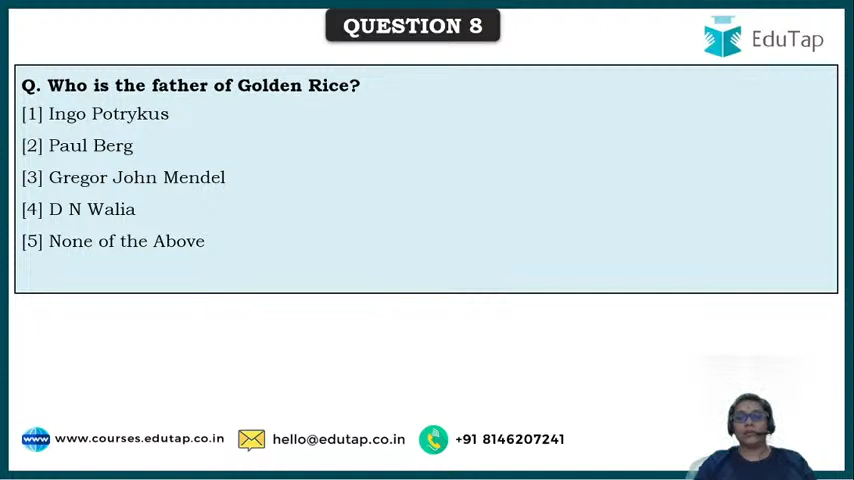 QUESTION 8
EduTap
Q. Who is the father of Golden Rice?
[1] Ingo Potrykus
[2] Paul Berg
[3] Gregor John Mendel
[4] D N Walia
[5] None of the Above
www www.courses.edutap.co.in hello@edutap.co.in +91 8146207241